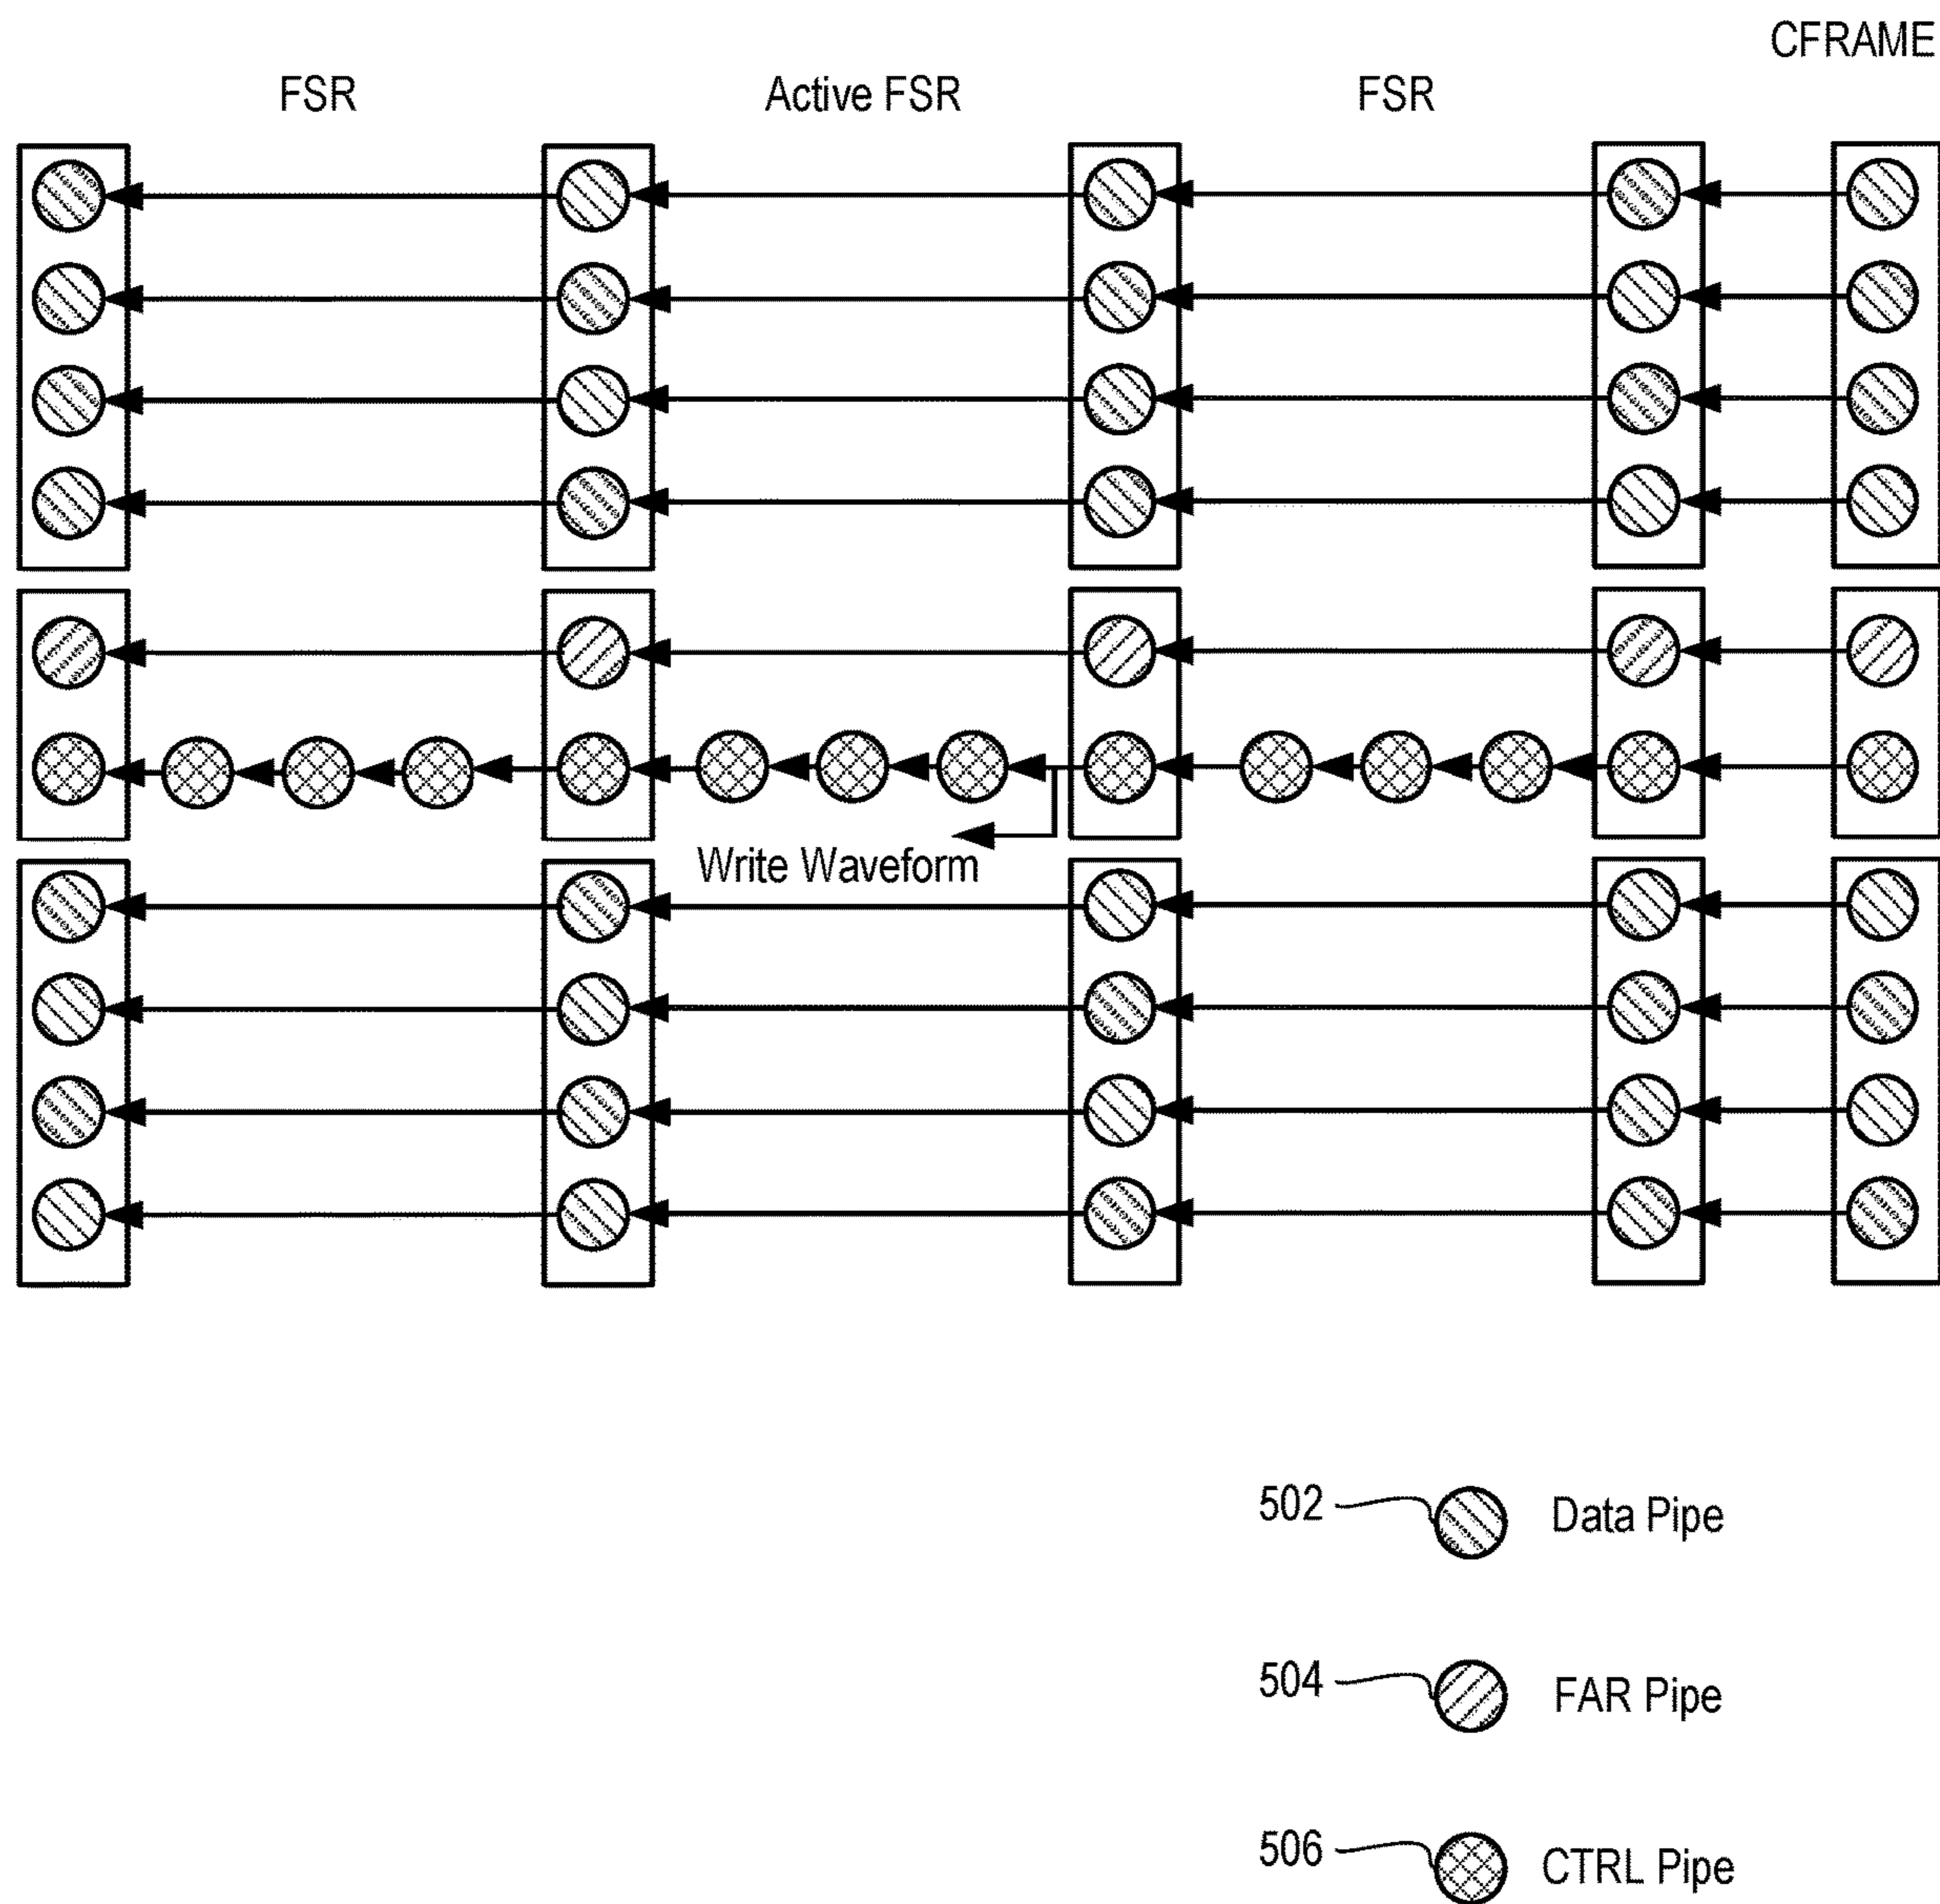 CFRAME
FSR
Active FSR
FSR
Write Waveform
502
Data Pipe
504
FAR Pipe
506
CTRL Pipe